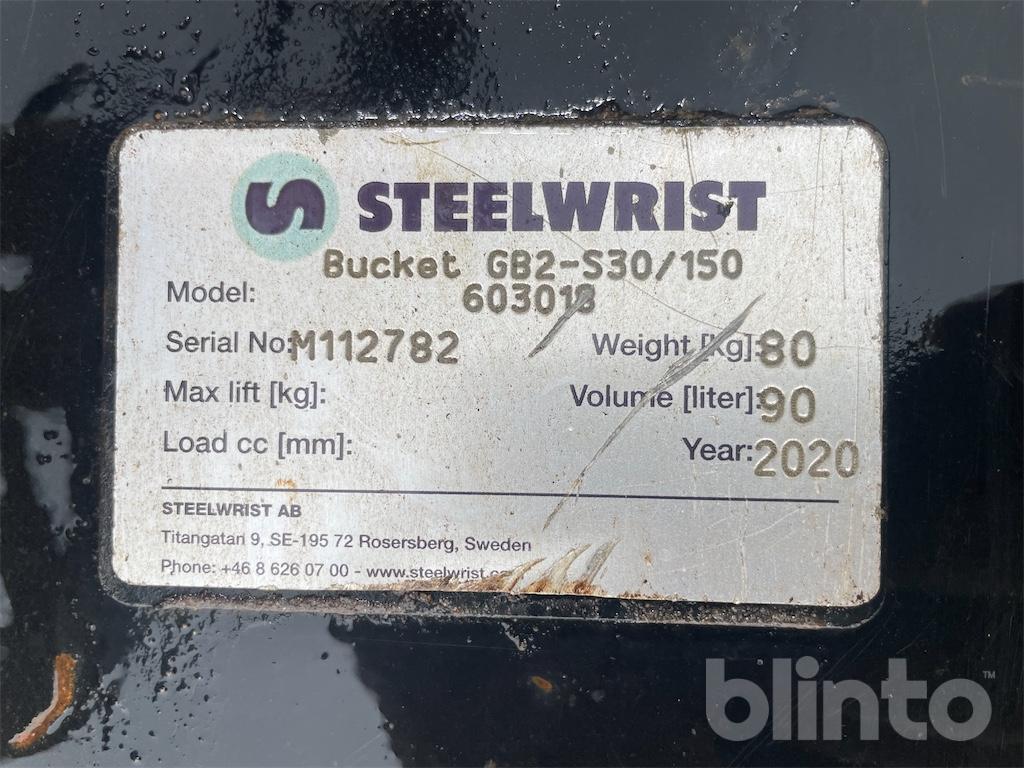 STEELWRIST
Bucket GB2-S30/150
Model: 603018
Serial No: M112782 Weight [kg]: 80
Max lift [kg]: Volume [liter]: 90
Load cc [mm]: Year: 2020
STEELWRIST AB
Titangatan 9, SE-195 72 Rosersberg, Sweden
Phone: +46 8 626 07 00 - www.steelwrist.
blinto™